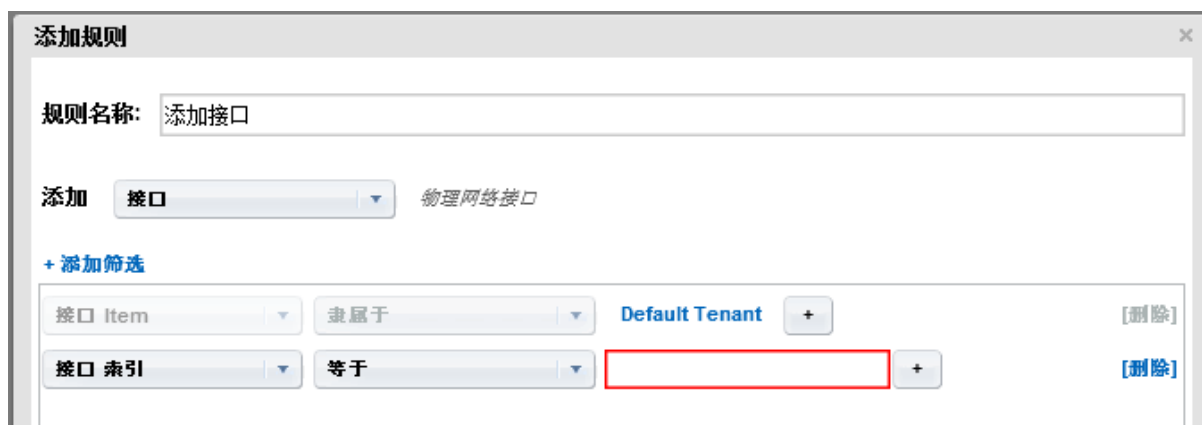 添加规则
规则名称: 添加接口
添加 接口 物理网络接口
+ 添加筛选
接口 Item 隶属于 Default Tenant + [删除]
接口 索引 等于 + [删除]